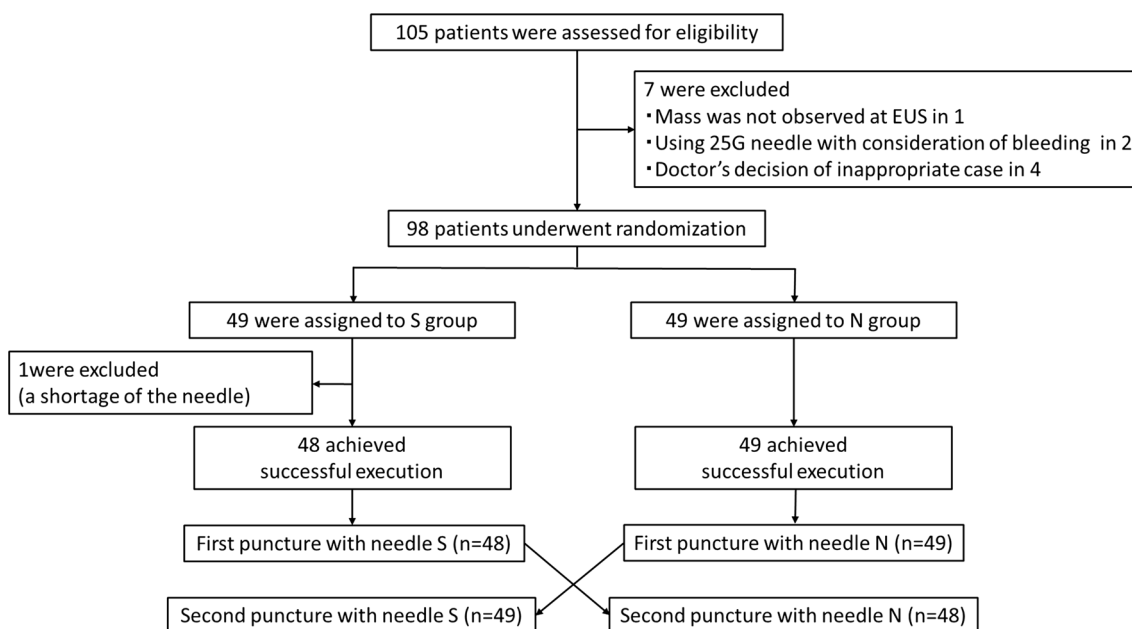 105 patients were assessed for eligibility
7 were excluded
・Mass was not observed at EUS in 1
・Using 25G needle with consideration of bleeding in 2
・Doctor's decision of inappropriate case in 4
98 patients underwent randomization
49 were assigned to S group
49 were assigned to N group
1were excluded
(a shortage of the needle)
48 achieved
successful execution
49 achieved
successful execution
First puncture with needle S (n=48)
First puncture with needle N (n=49)
Second puncture with needle S (n=49)
Second puncture with needle N (n=48)